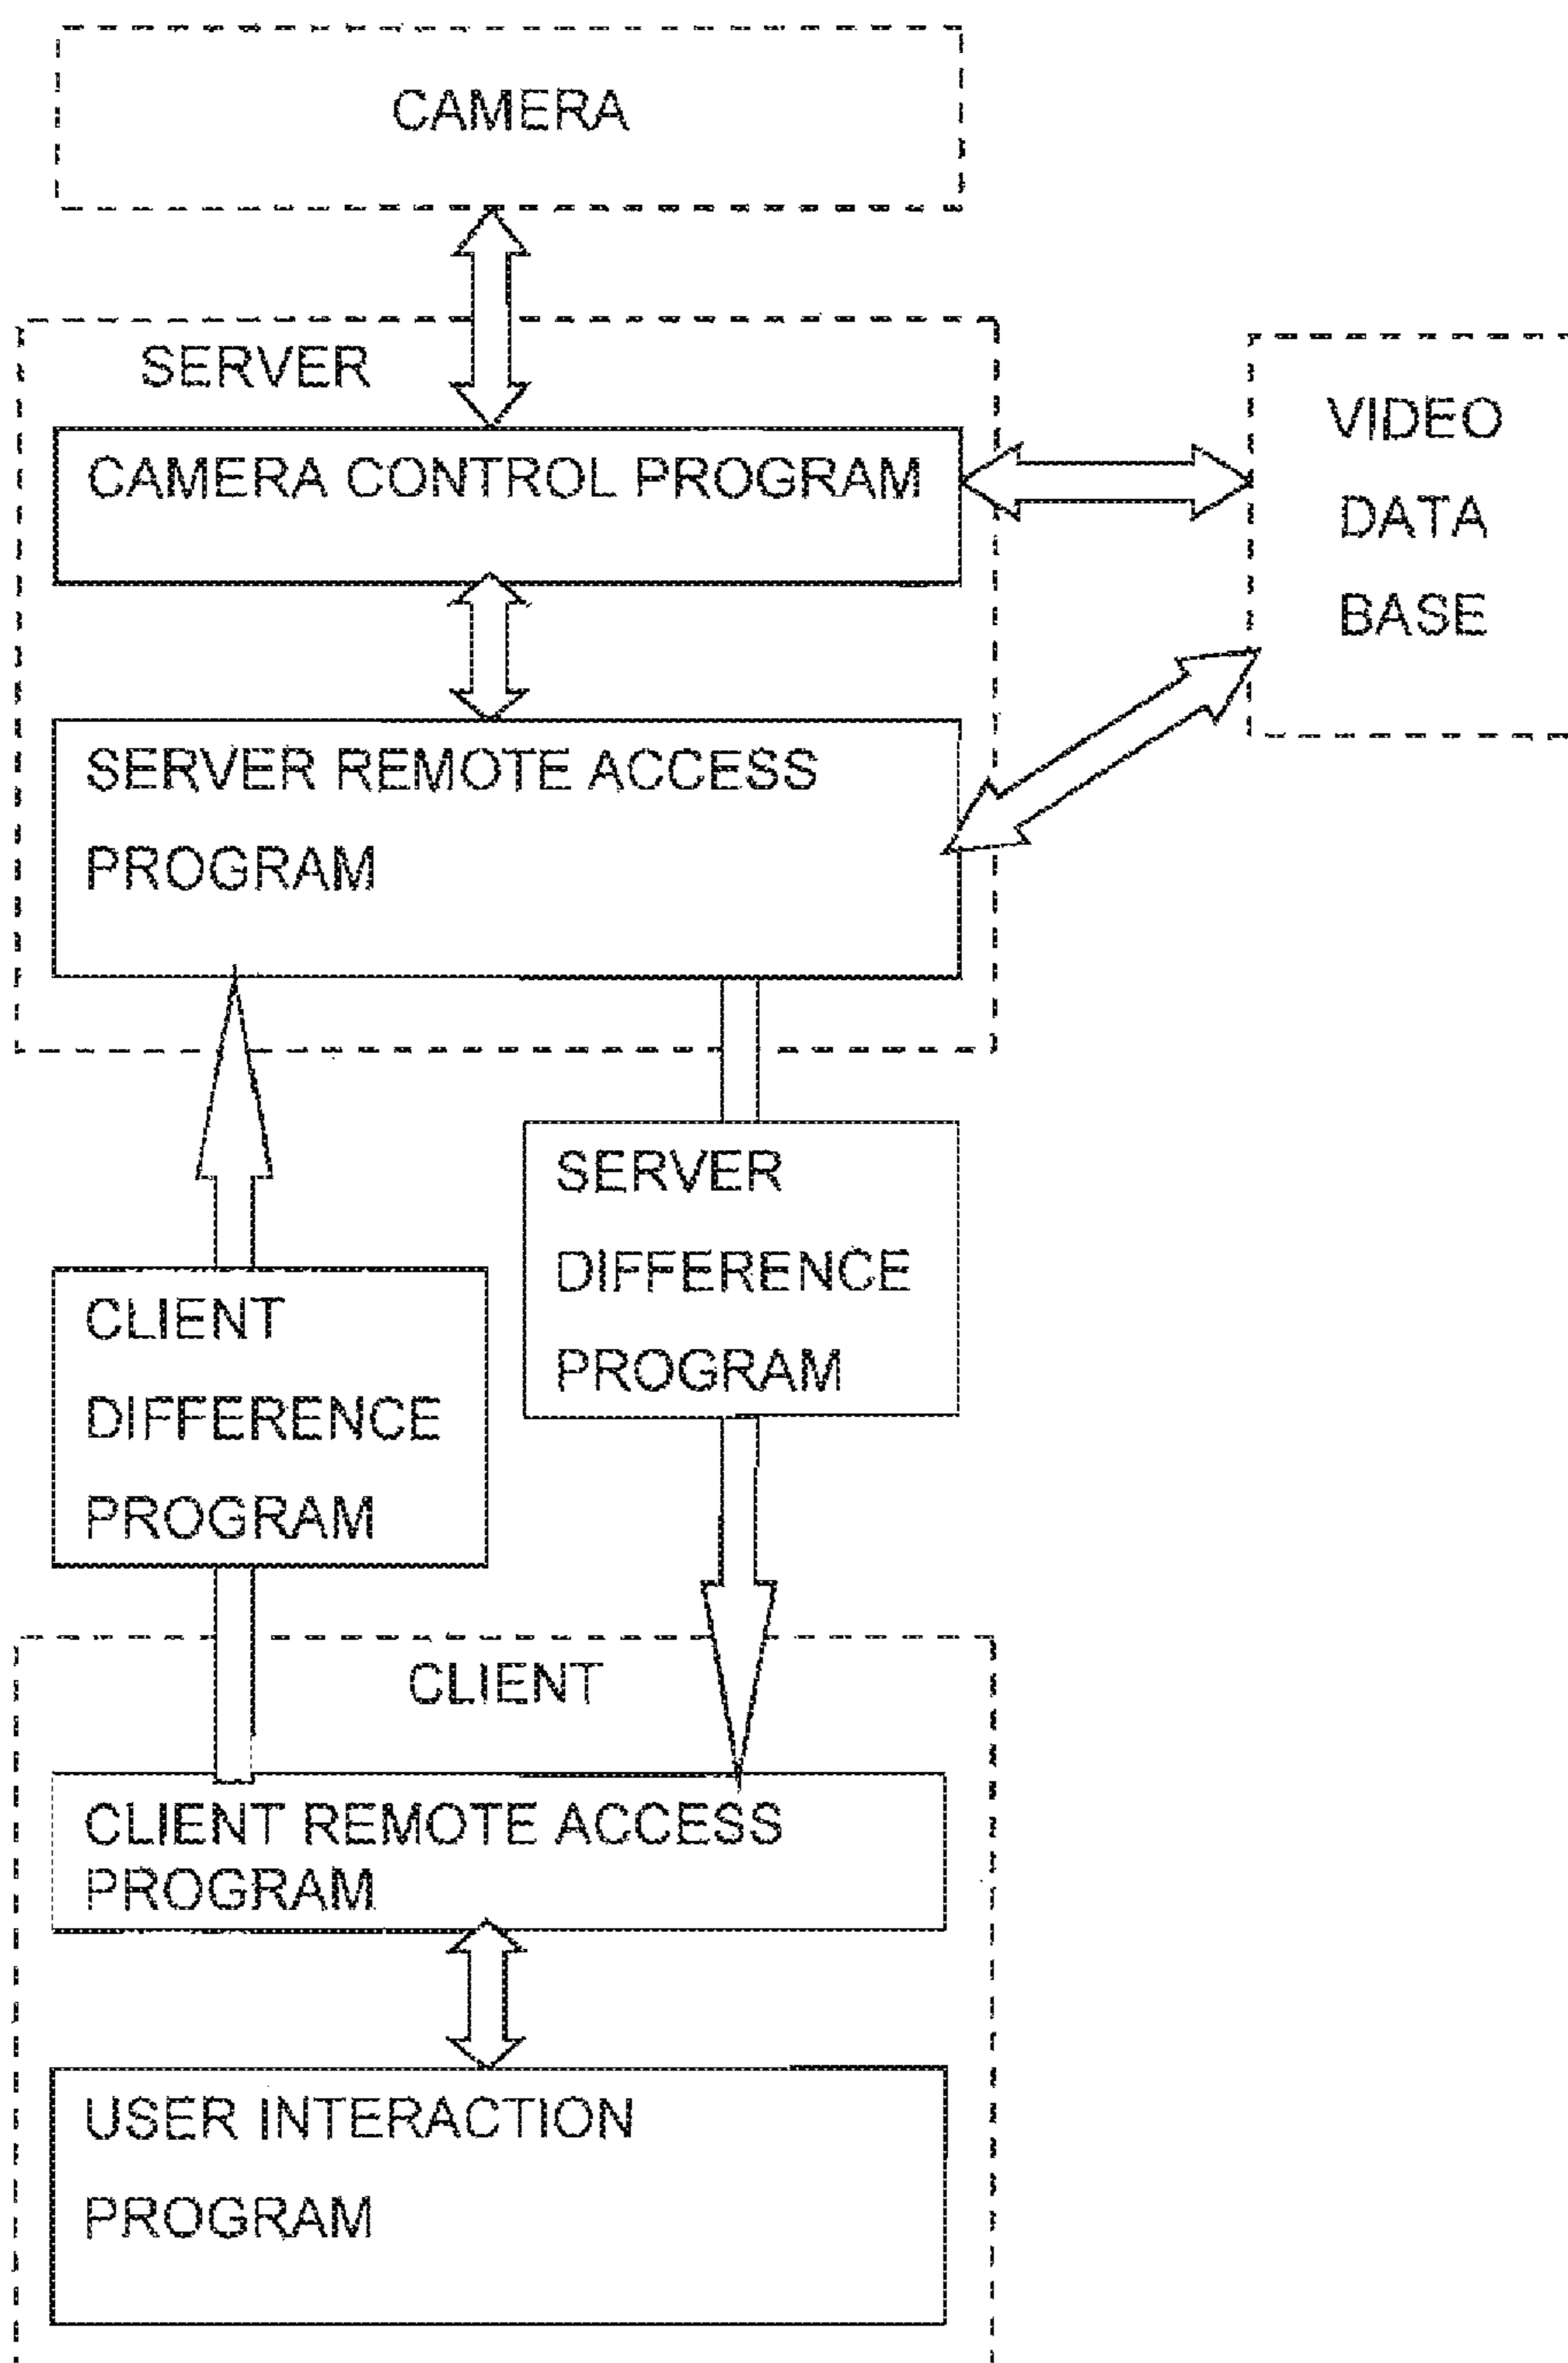 CAMERA
SERVER
CAMERA CONTROL PROGRAM
VIDEO
DATA
BASE
SERVER REMOTE ACCESS
PROGRAM
SERVER
DIFFERENCE
PROGRAM
CLIENT
DIFFERENCE
PROGRAM
CLIENT
CLIENT REMOTE ACCESS
PROGRAM
USER INTERACTION
PROGRAM